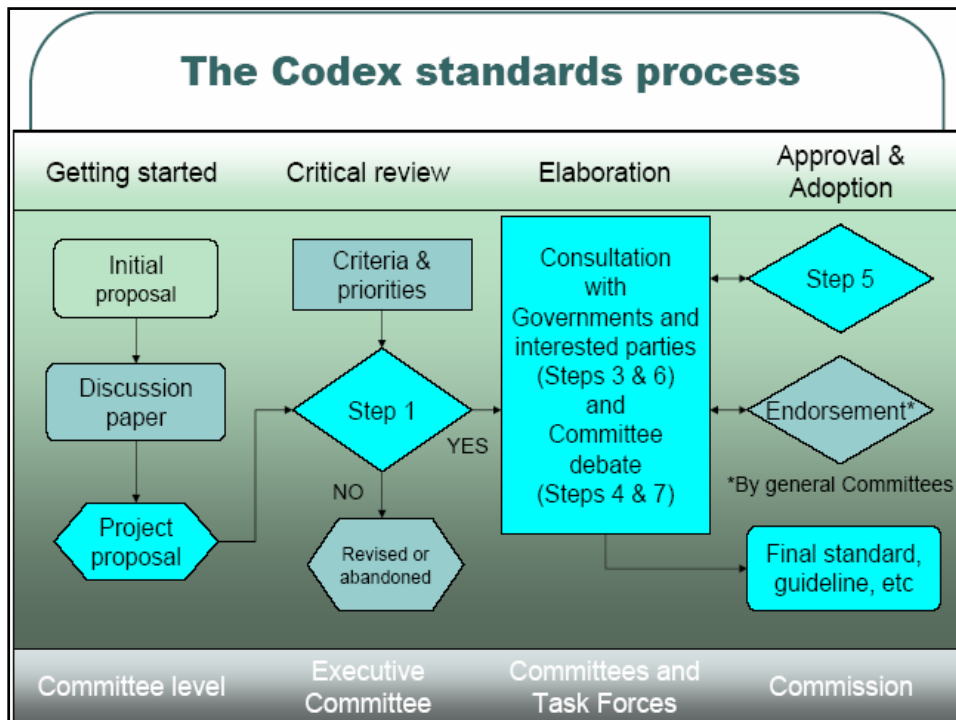 The Codex standards process
Getting started
Critical review
Elaboration
Approval &
Adoption
Initial
proposal
Discussion
paper
Project
proposal
Criteria &
priorities
Step 1
YES
NO
Revised or
abandoned
Consultation
with
Governments and
interested parties
(Steps 3 & 6)
and
Committee
debate
(Steps 4 & 7)
Step 5
Endorsement*
*By general Committees
Final standard,
guideline, etc
Committee level
Executive
Committee
Committees and
Task Forces
Commission